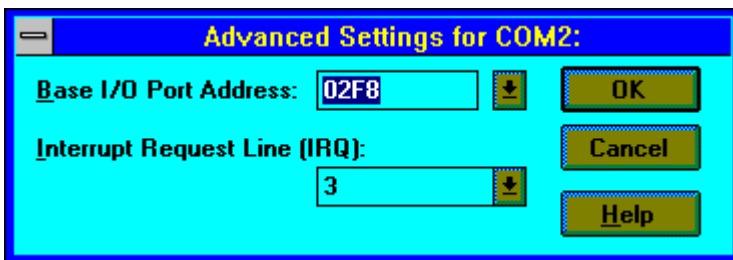 Advanced Settings for COM2:
Base I/O Port Address: 02F8 OK
Interrupt Request Line (IRQ): Cancel
3
Help